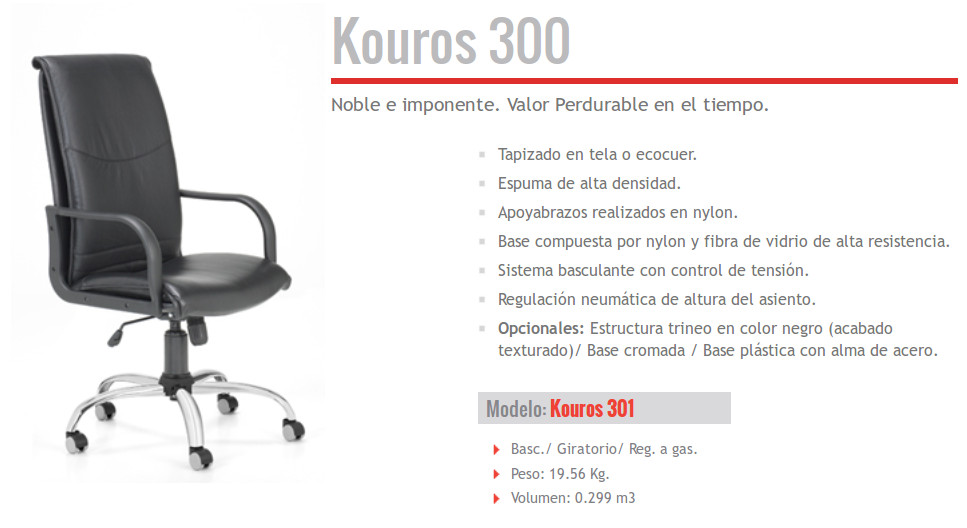 Kouros 300
Noble e imponente. Valor Perdurable en el tiempo.
Tapizado en tela o ecocuer.
Espuma de alta densidad.
Apoyabrazos realizados en nylon.
Base compuesta por nylon y fibra de vidrio de alta resistencia.
Sistema basculante con control de tensión.
Regulación neumática de altura del asiento.
Opcionales: Estructura trineo en color negro (acabado
texturado)/ Base cromada / Base plástica con alma de acero.
Modelo: Kouros 301
Basc./ Giratorio/ Reg. a gas.
Peso: 19.56 Kg.
Volumen: 0.299 m3